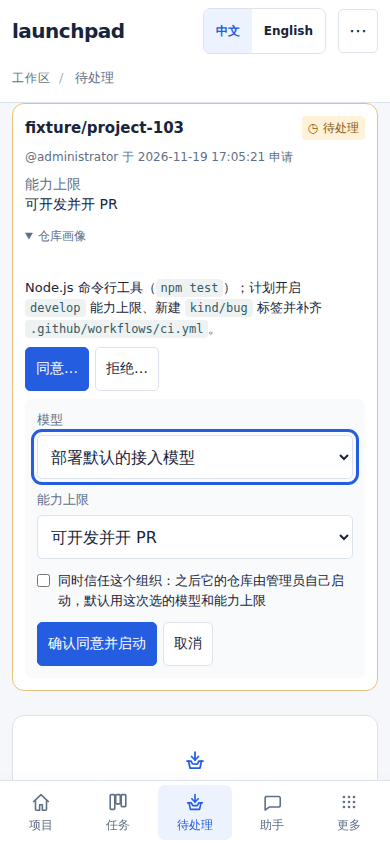 launchpad
中文 English ...
工作区 / 待处理
fixture/project-103 待处理
@administrator 于 2026-11-19 17:05:21 申请
能力上限
可开发并开 PR
▼ 仓库画像
Node.js 命令行工具（ npm test ）；计划开启
develop 能力上限、新建 kind/bug 标签并补齐
.github/workflows/ci.yml 。
同意… 拒绝…
模型
部署默认的接入模型
能力上限
可开发并开 PR
同时信任这个组织：之后它的仓库由管理员自己启
动，默认用这次选的模型和能力上限
确认同意并启动 取消
项目 任务 待处理 助手 更多